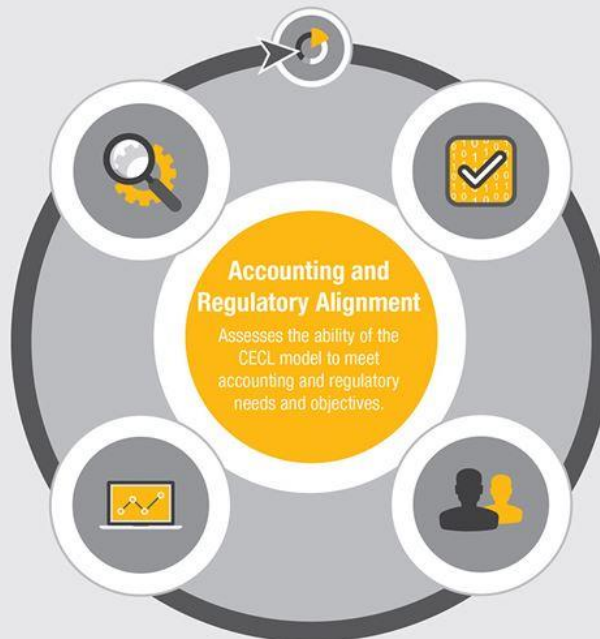 Accounting and
Regulatory Alignment
Assesses the ability of the
CECL model to meet
accounting and regulatory
needs and objectives.